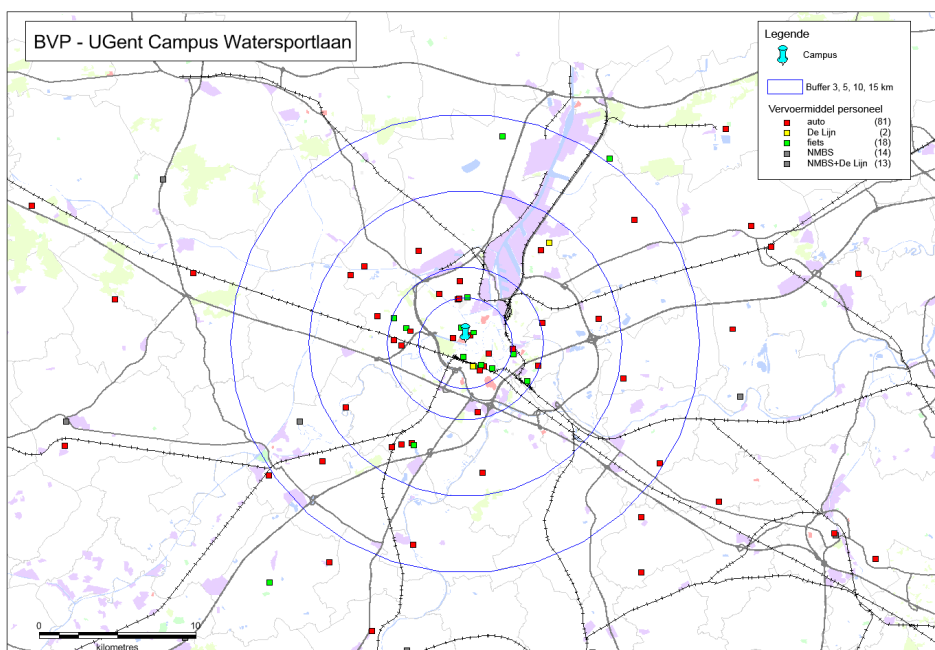 BVP - UGent Campus Watersportlaan
Legende
Campus
Buffer 3, 5, 10, 15 km
Vervoermiddel personeel
auto (81)
De Lijn (2)
fiets (18)
NMBS (14)
NMBS+De Lijn (13)
0 10
kilometres